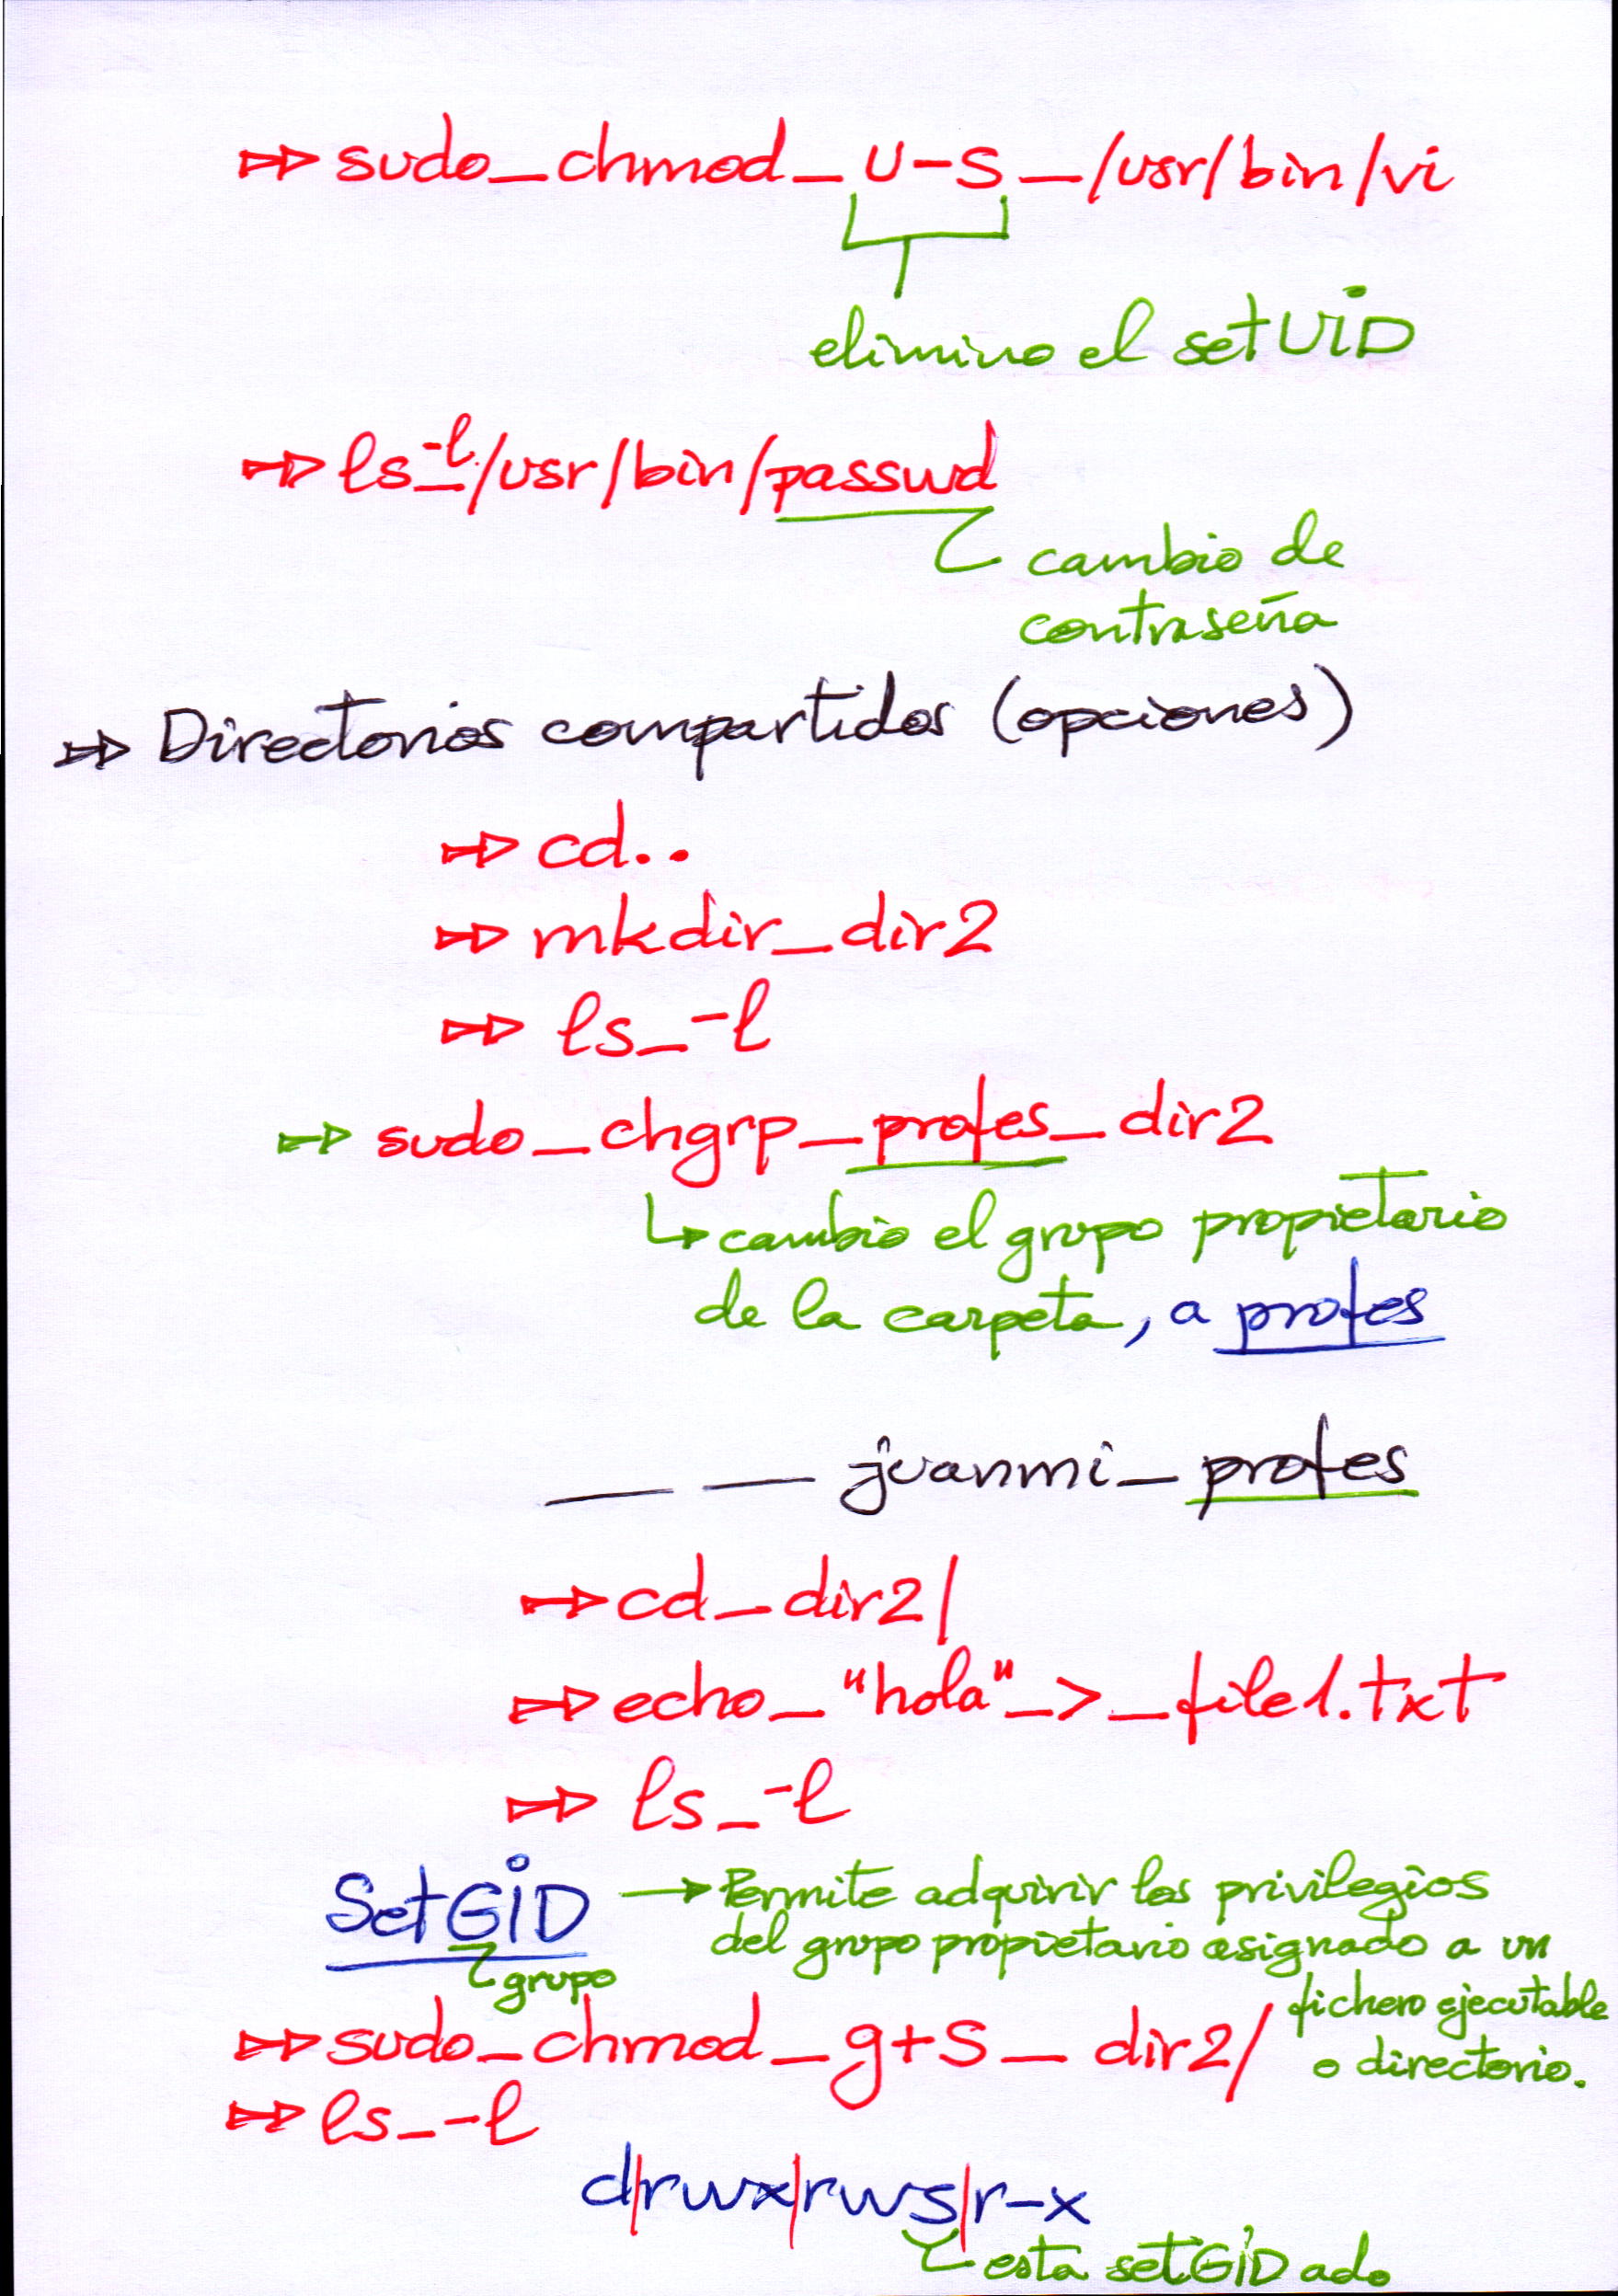 ⇒ sudo_chmod_u-s_/usr/bin/vi
elimino el setUiD
⇒ ls_-l/usr/bin/passwd
cambio de
contraseña
⇒ Directorios compartidos (opciones)
⇒ cd..
⇒ mkdir_dir2
⇒ ls_-l
⇒ sudo_chgrp_profes_dir2
↳ cambio el grupo propietario
de la carpeta, a profes
__ __ juanmi_profes
⇒ cd_dir2/
⇒ echo_"hola"_>_file1.txt
⇒ ls_-l
SetGiD → Permite adquirir los privilegios
del grupo propietario asignado a un
grupo
fichero ejecutable
⇒ sudo_chmod_g+s_dir2/
o directorio.
⇒ ls_-l
d|rwx|rws|r-x
esta setGiDado